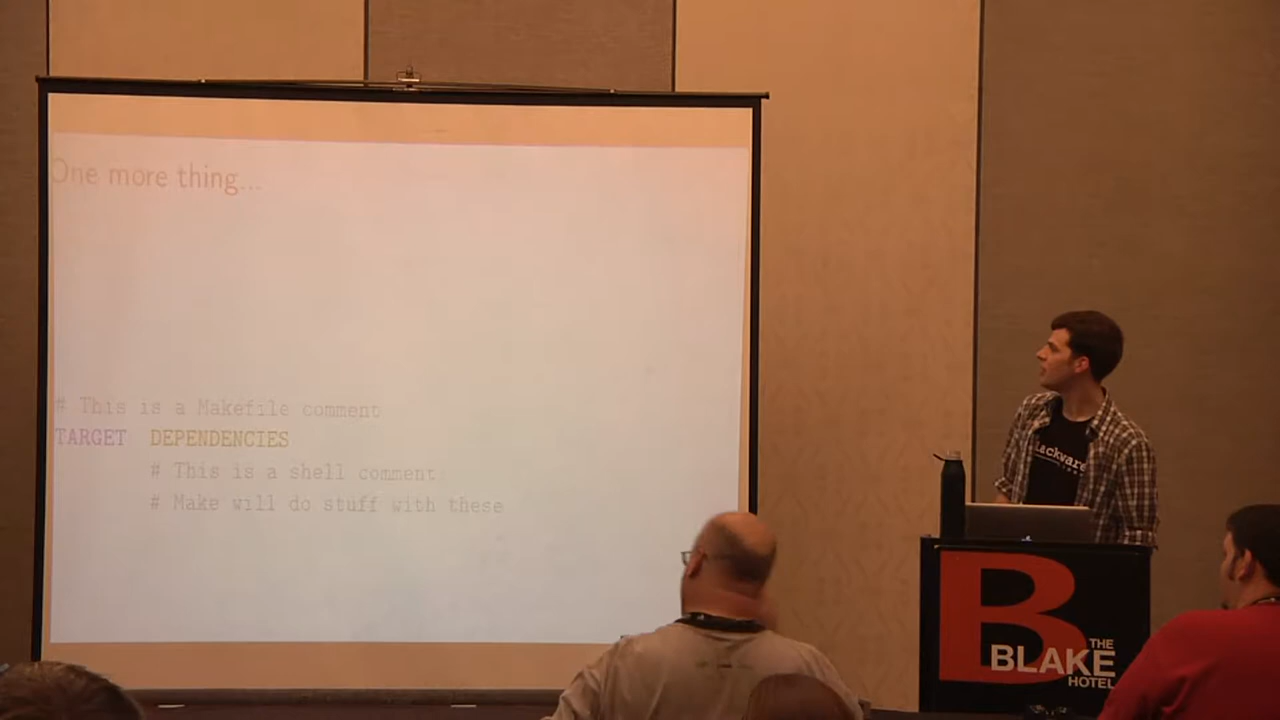 One more thing...
# This is a Makefile comment
TARGET DEPENDENCIES
# This is a shell comment
# Make will do stuff with these
B
THE
BLAKE
HOTEL